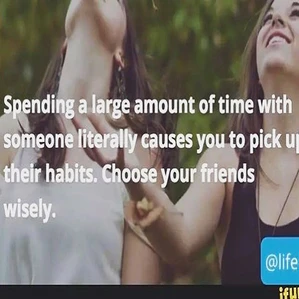 Spending a large amount of time with
someone literally causes you to pick up
their habits. Choose your friends
wisely.
@life